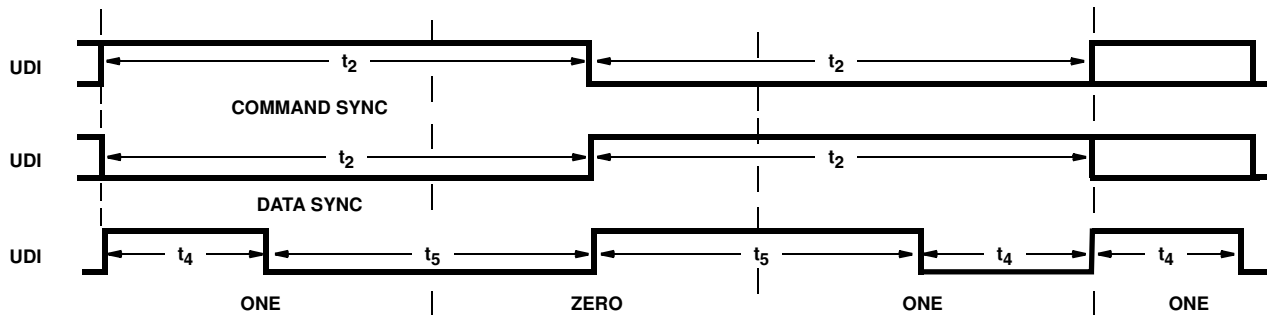 UDI t₂ t₂
COMMAND SYNC
UDI t₂ t₂
DATA SYNC
UDI t₄ t₅ t₅ t₄ t₄
ONE ZERO ONE ONE